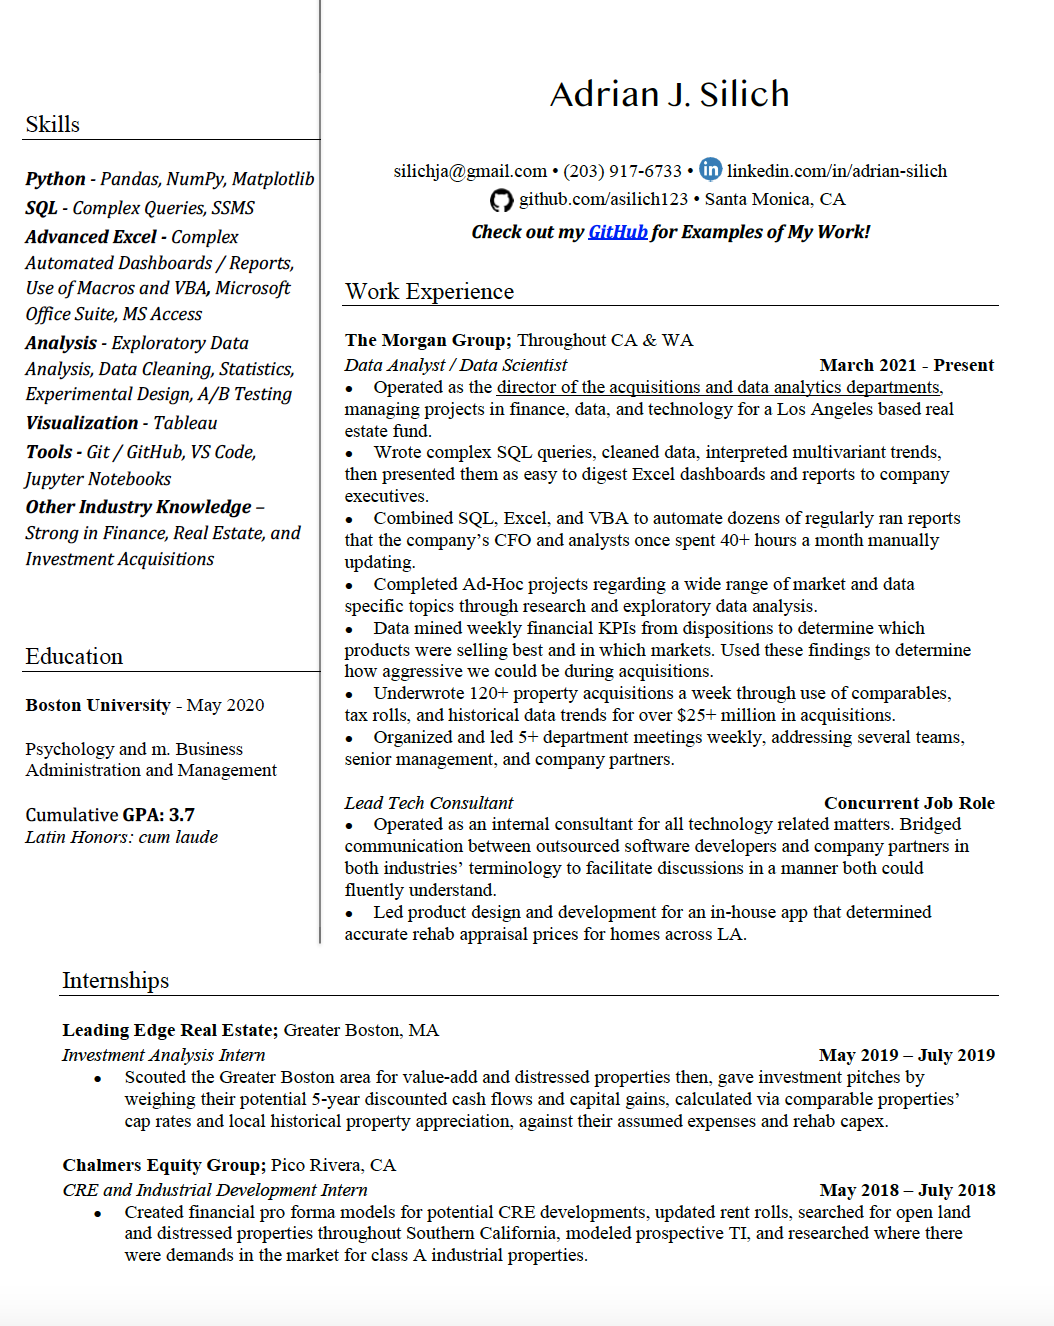 Adrian J. Silich
silichja@gmail.com • (203) 917-6733 • in linkedin.com/in/adrian-silich
github.com/asilich123 • Santa Monica, CA
Check out my GitHub for Examples of My Work!
Skills
Python - Pandas, NumPy, Matplotlib
SQL - Complex Queries, SSMS
Advanced Excel - Complex
Automated Dashboards / Reports,
Use of Macros and VBA, Microsoft
Office Suite, MS Access
Analysis - Exploratory Data
Analysis, Data Cleaning, Statistics,
Experimental Design, A/B Testing
Visualization - Tableau
Tools - Git / GitHub, VS Code,
Jupyter Notebooks
Other Industry Knowledge –
Strong in Finance, Real Estate, and
Investment Acquisitions
Education
Boston University - May 2020
Psychology and m. Business
Administration and Management
Cumulative GPA: 3.7
Latin Honors: cum laude
Work Experience
The Morgan Group; Throughout CA & WA
Data Analyst / Data Scientist March 2021 - Present
• Operated as the director of the acquisitions and data analytics departments,
managing projects in finance, data, and technology for a Los Angeles based real
estate fund.
• Wrote complex SQL queries, cleaned data, interpreted multivariant trends,
then presented them as easy to digest Excel dashboards and reports to company
executives.
• Combined SQL, Excel, and VBA to automate dozens of regularly ran reports
that the company's CFO and analysts once spent 40+ hours a month manually
updating.
• Completed Ad-Hoc projects regarding a wide range of market and data
specific topics through research and exploratory data analysis.
• Data mined weekly financial KPIs from dispositions to determine which
products were selling best and in which markets. Used these findings to determine
how aggressive we could be during acquisitions.
• Underwrote 120+ property acquisitions a week through use of comparables,
tax rolls, and historical data trends for over $25+ million in acquisitions.
• Organized and led 5+ department meetings weekly, addressing several teams,
senior management, and company partners.
Lead Tech Consultant Concurrent Job Role
• Operated as an internal consultant for all technology related matters. Bridged
communication between outsourced software developers and company partners in
both industries' terminology to facilitate discussions in a manner both could
fluently understand.
• Led product design and development for an in-house app that determined
accurate rehab appraisal prices for homes across LA.
Internships
Leading Edge Real Estate; Greater Boston, MA
Investment Analysis Intern May 2019 – July 2019
• Scouted the Greater Boston area for value-add and distressed properties then, gave investment pitches by
weighing their potential 5-year discounted cash flows and capital gains, calculated via comparable properties'
cap rates and local historical property appreciation, against their assumed expenses and rehab capex.
Chalmers Equity Group; Pico Rivera, CA
CRE and Industrial Development Intern May 2018 – July 2018
• Created financial pro forma models for potential CRE developments, updated rent rolls, searched for open land
and distressed properties throughout Southern California, modeled prospective TI, and researched where there
were demands in the market for class A industrial properties.